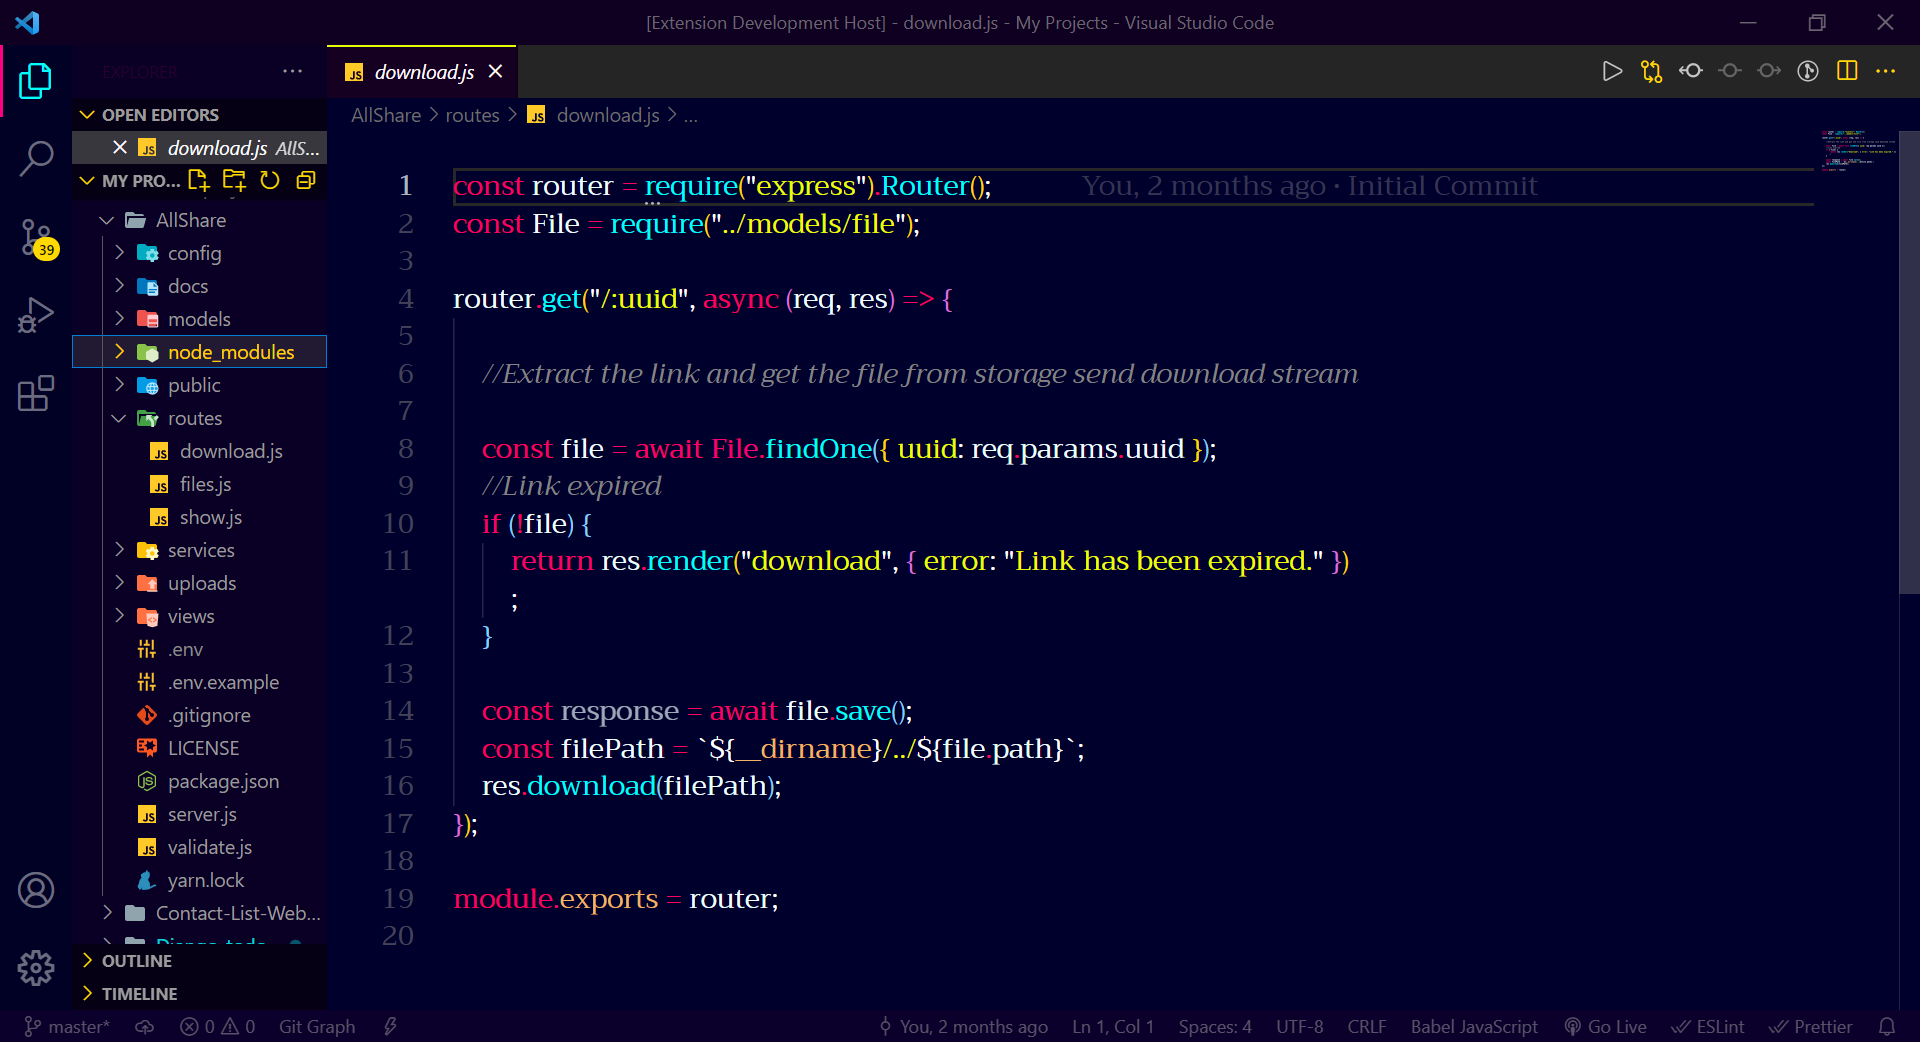 [Extension Development Host] - download.js - My Projects - Visual Studio Code
EXPLORER
download.js
OPEN EDITORS
download.js AllS...
MY PRO...
AllShare
config
docs
models
node_modules
public
routes
download.js
files.js
show.js
services
uploads
views
.env
.env.example
.gitignore
LICENSE
package.json
server.js
validate.js
yarn.lock
Contact-List-Web...
OUTLINE
TIMELINE
39
AllShare > routes > JS download.js > ...
1 const router = require("express").Router(); You, 2 months ago · Initial Commit
2 const File = require("../models/file");
3
4 router.get("/:uuid", async (req, res) => {
5
6 //Extract the link and get the file from storage send download stream
7
8 const file = await File.findOne({ uuid: req.params.uuid });
9 //Link expired
10 if (!file) {
11 return res.render("download", { error: "Link has been expired." })
;
12 }
13
14 const response = await file.save();
15 const filePath = `${__dirname}/../${file.path}`;
16 res.download(filePath);
17 });
18
19 module.exports = router;
20
master* 0 0 Git Graph You, 2 months ago Ln 1, Col 1 Spaces: 4 UTF-8 CRLF Babel JavaScript Go Live ESLint Prettier